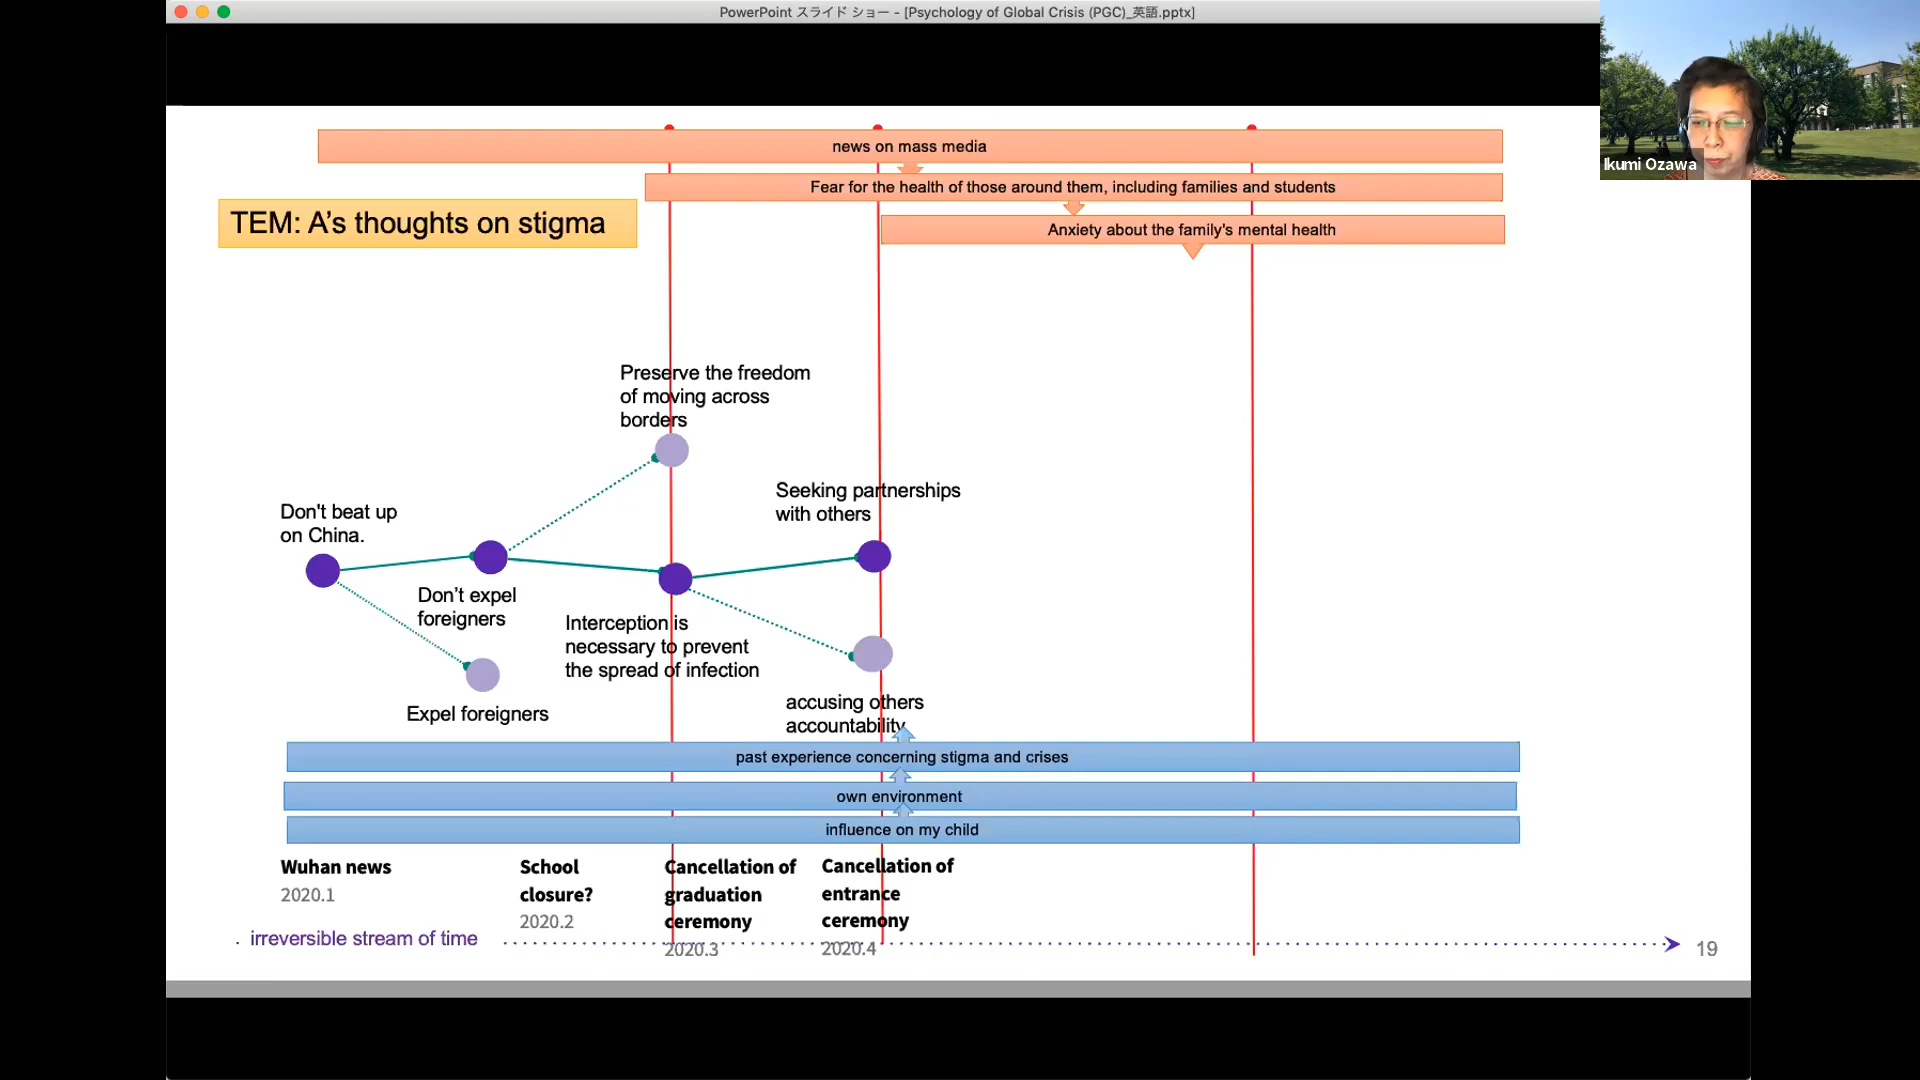 PowerPoint スライド ショー - [Psychology of Global Crisis (PGC)_英語.pptx]
Ikumi Ozawa
news on mass media
Fear for the health of those around them, including families and students
TEM: A’s thoughts on stigma
Anxiety about the family's mental health
Preserve the freedom
of moving across
borders
Seeking partnerships
with others
Don't beat up
on China.
Don’t expel
foreigners
Interception is
necessary to prevent
the spread of infection
Expel foreigners
accusing others
accountability
past experience concerning stigma and crises
own environment
influence on my child
Wuhan news
2020.1
School
closure?
2020.2
Cancellation of
graduation
ceremony
2020.3
Cancellation of
entrance
ceremony
2020.4
irreversible stream of time
19